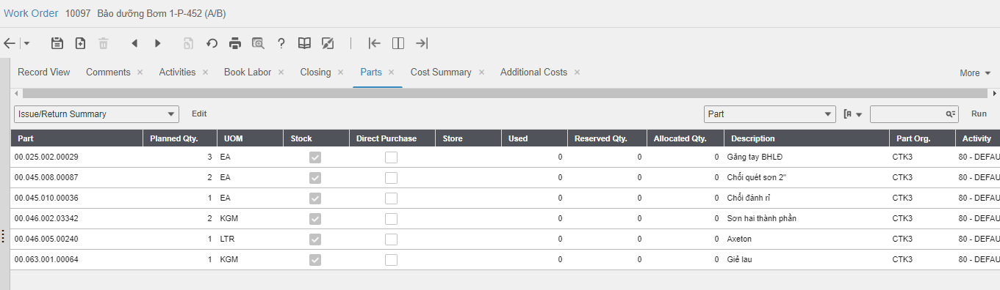 Work Order 10097 Bảo dưỡng Bơm 1-P-452 (A/B)
Record View Comments Activities Book Labor Closing Parts Cost Summary Additional Costs More
Issue/Return Summary Edit Part Run
Part Planned Qty. UOM Stock Direct Purchase Store Used Reserved Qty. Allocated Qty. Description Part Org. Activity
00.025.002.00029 3 EA 0 0 0 Găng tay BHLĐ CTK3 80 - DEFAU
00.045.008.00087 2 EA 0 0 0 Chổi quét sơn 2" CTK3 80 - DEFAU
00.045.010.00036 1 EA 0 0 0 Chổi đánh rỉ CTK3 80 - DEFAU
00.046.002.03342 2 KGM 0 0 0 Sơn hai thành phần CTK3 80 - DEFAU
00.046.005.00240 1 LTR 0 0 0 Axeton CTK3 80 - DEFAU
00.063.001.00064 1 KGM 0 0 0 Giẻ lau CTK3 80 - DEFAU